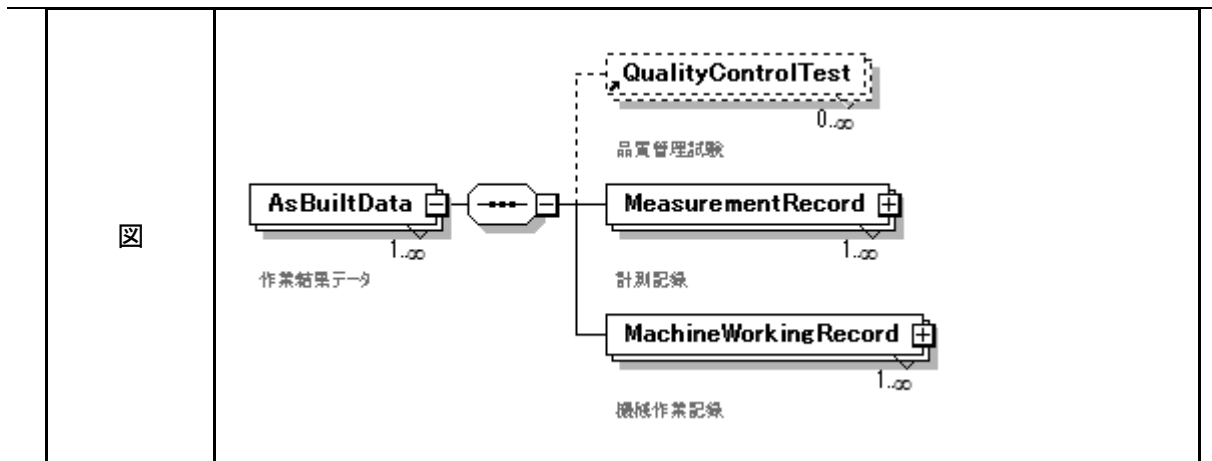 図
QualityControlTest
0..∞
品質管理試験
AsBuiltData
1..∞
作業結果データ
MeasurementRecord
1..∞
計測記録
MachineWorkingRecord
1..∞
機械作業記録